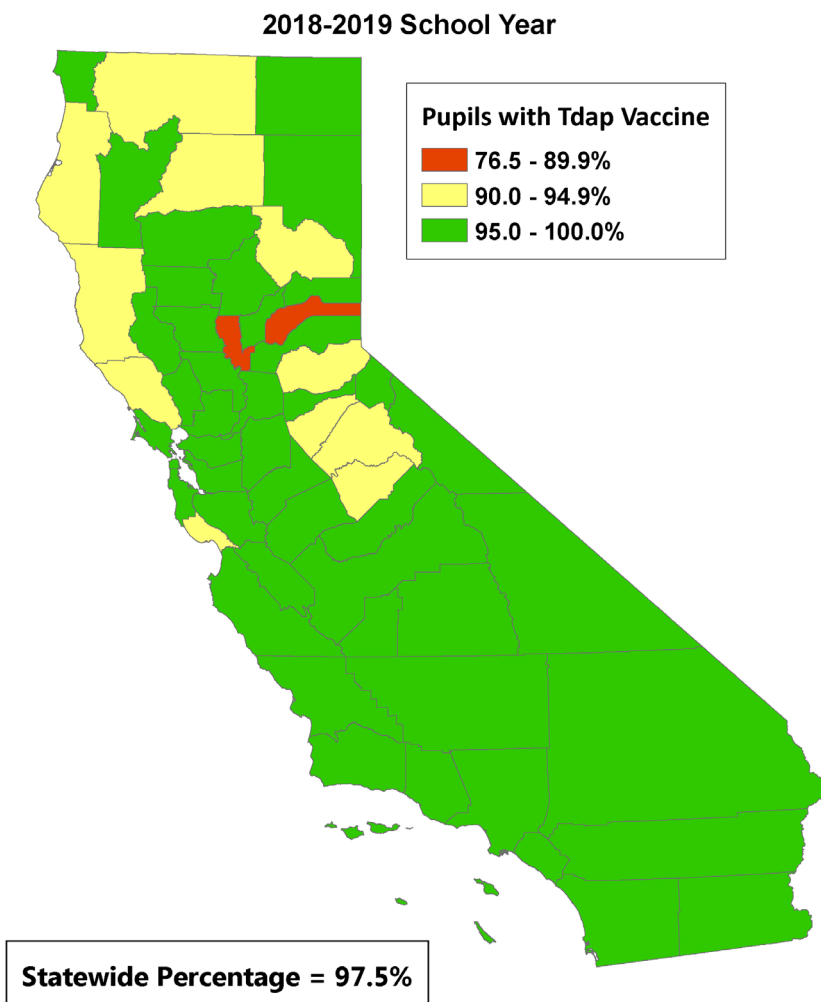 2018-2019 School Year
Pupils with Tdap Vaccine
76.5 - 89.9%
90.0 - 94.9%
95.0 - 100.0%
Statewide Percentage = 97.5%